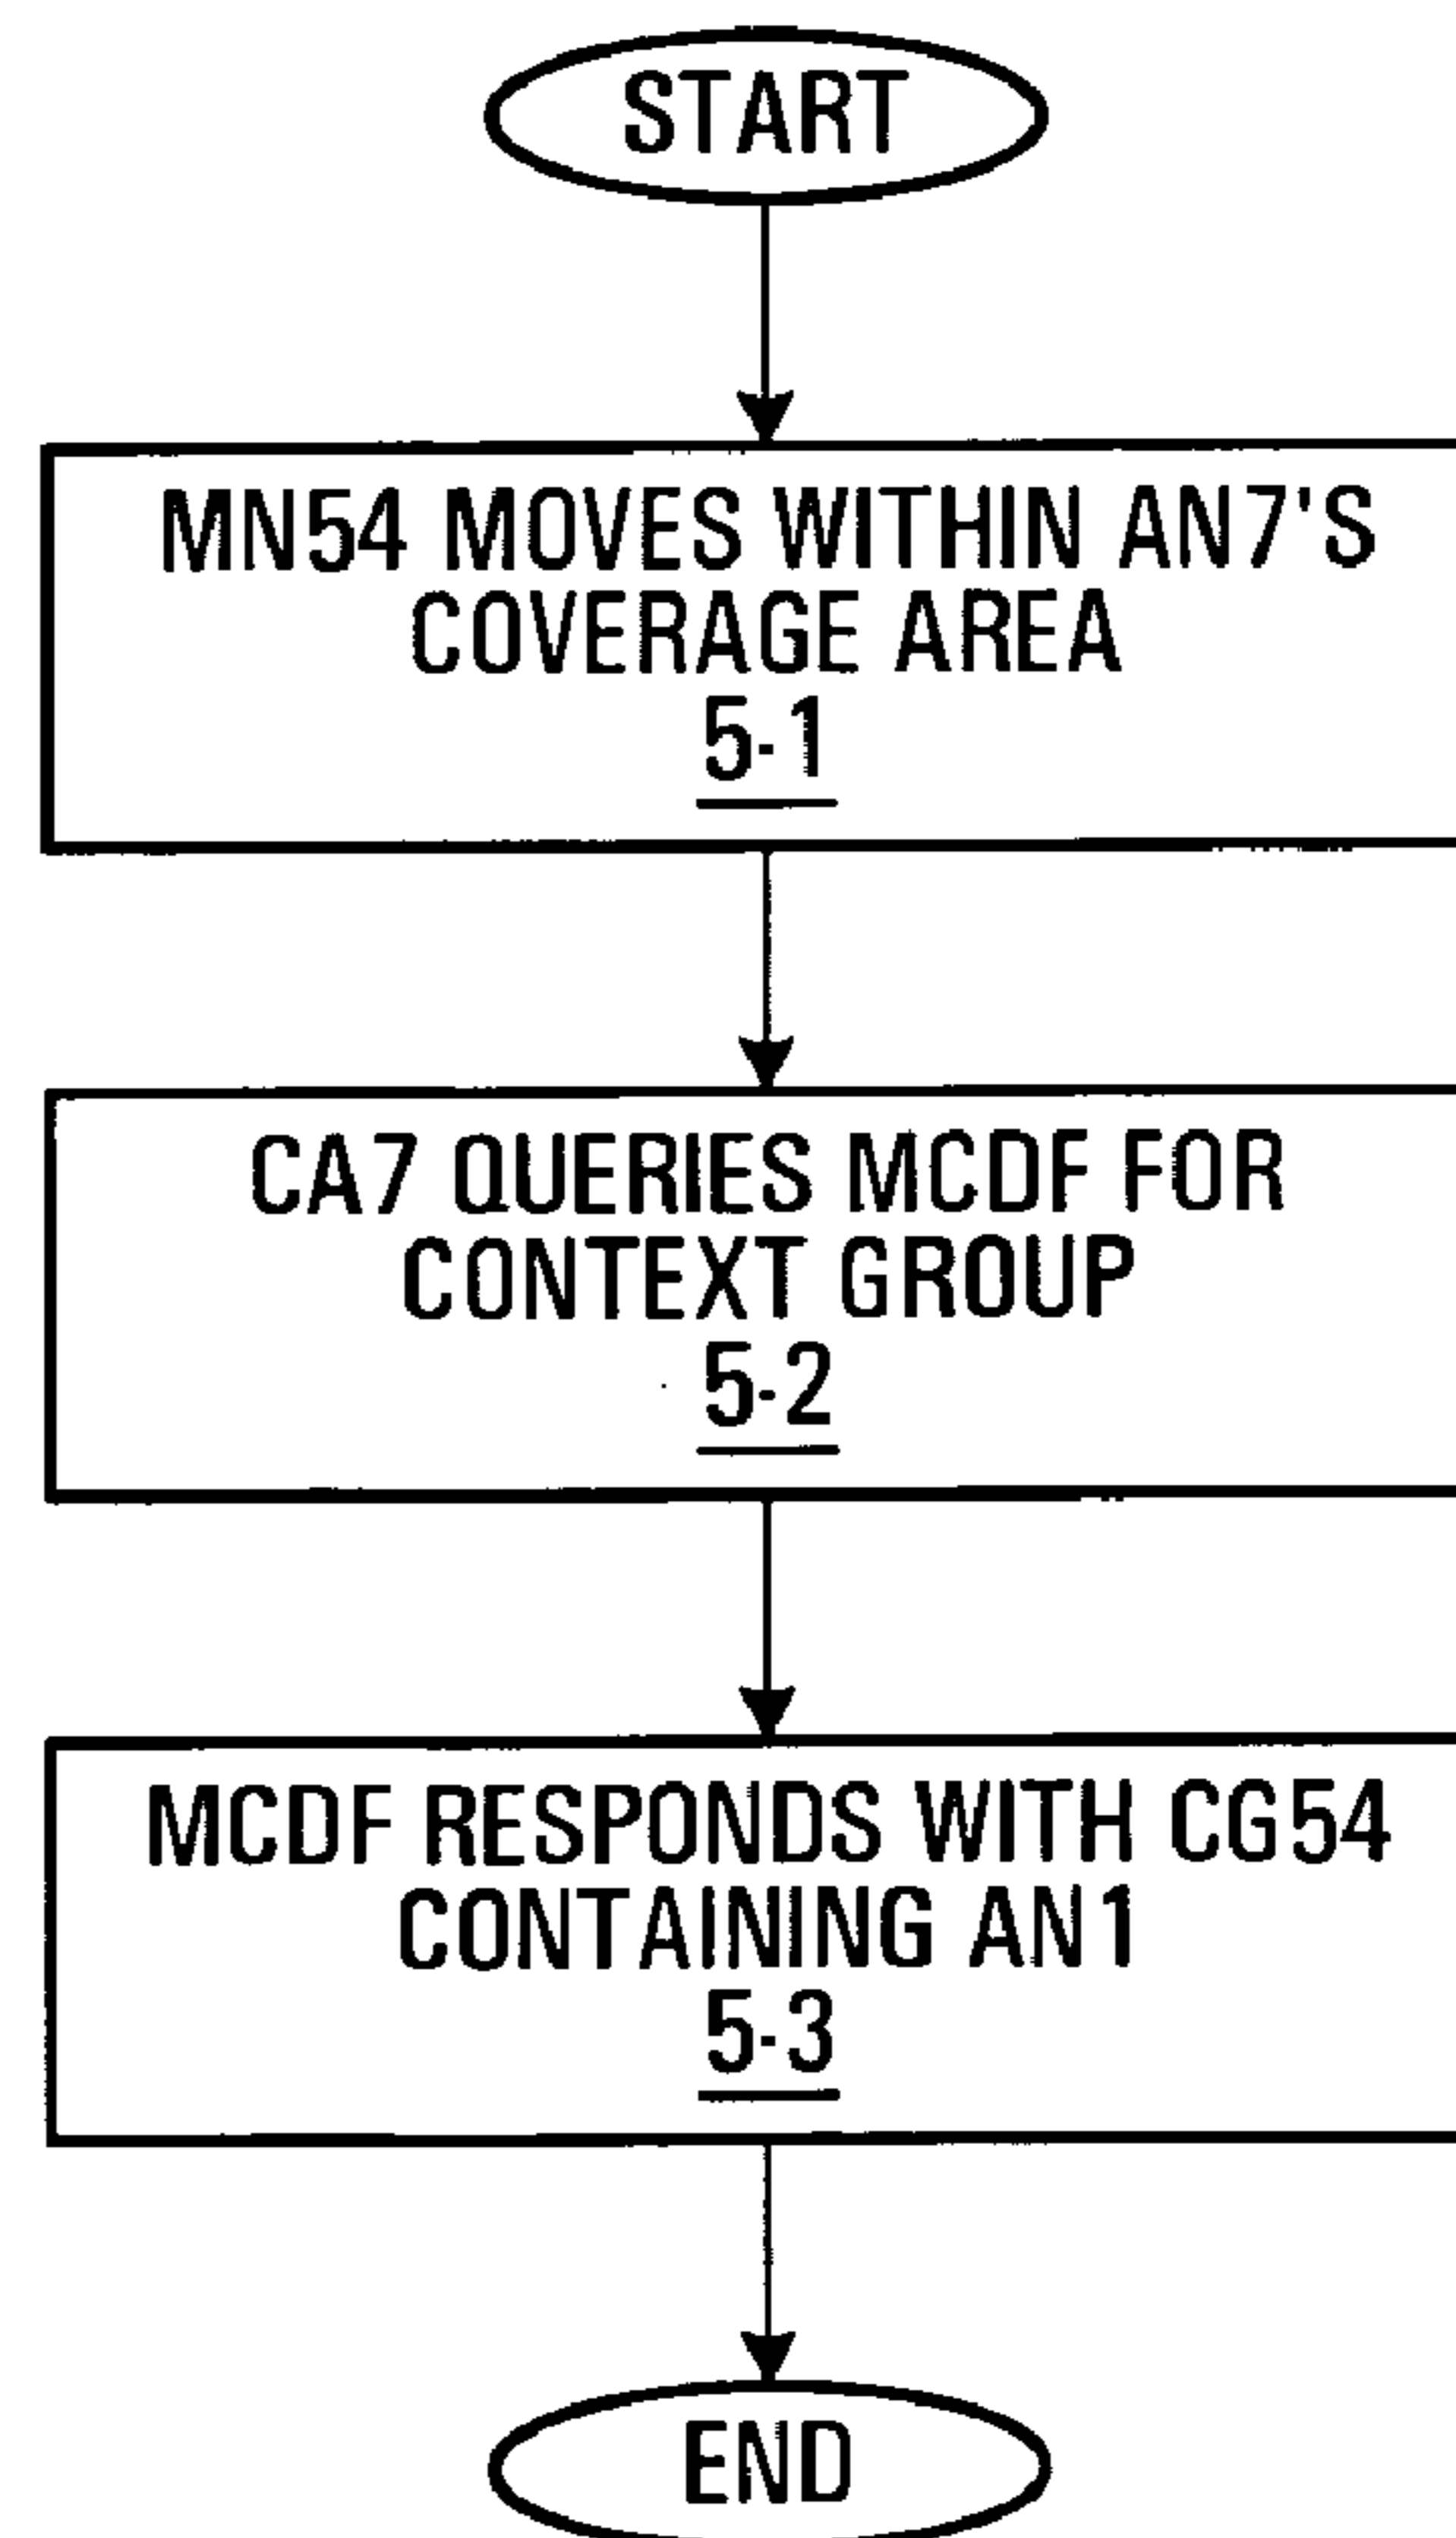 START
MN54 MOVES WITHIN AN7'S
COVERAGE AREA
5-1
CA7 QUERIES MCDF FOR
CONTEXT GROUP
5-2
MCDF RESPONDS WITH CG54
CONTAINING AN1
5-3
END